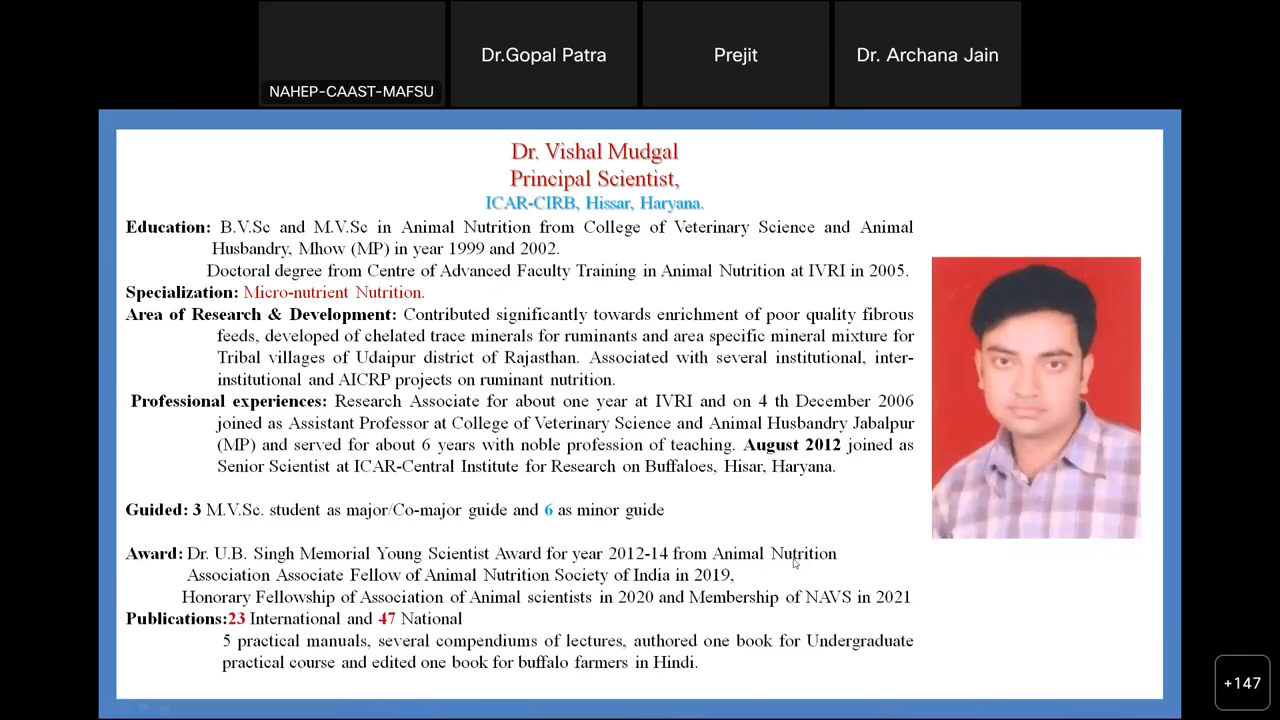 Dr.Gopal Patra
Prejit
Dr. Archana Jain
NAHEP-CAAST-MAFSU
Dr. Vishal Mudgal
Principal Scientist,
ICAR-CIRB, Hissar, Haryana.
Education: B.V.Sc and M.V.Sc in Animal Nutrition from College of Veterinary Science and Animal
Husbandry, Mhow (MP) in year 1999 and 2002.
Doctoral degree from Centre of Advanced Faculty Training in Animal Nutrition at IVRI in 2005.
Specialization: Micro-nutrient Nutrition.
Area of Research & Development: Contributed significantly towards enrichment of poor quality fibrous
feeds, developed of chelated trace minerals for ruminants and area specific mineral mixture for
Tribal villages of Udaipur district of Rajasthan. Associated with several institutional, inter-
institutional and AICRP projects on ruminant nutrition.
Professional experiences: Research Associate for about one year at IVRI and on 4 th December 2006
joined as Assistant Professor at College of Veterinary Science and Animal Husbandry Jabalpur
(MP) and served for about 6 years with noble profession of teaching. August 2012 joined as
Senior Scientist at ICAR-Central Institute for Research on Buffaloes, Hisar, Haryana.
Guided: 3 M.V.Sc. student as major/Co-major guide and 6 as minor guide
Award: Dr. U.B. Singh Memorial Young Scientist Award for year 2012-14 from Animal Nutrition
Association Associate Fellow of Animal Nutrition Society of India in 2019,
Honorary Fellowship of Association of Animal scientists in 2020 and Membership of NAVS in 2021
Publications:23 International and 47 National
5 practical manuals, several compendiums of lectures, authored one book for Undergraduate
practical course and edited one book for buffalo farmers in Hindi.
+147